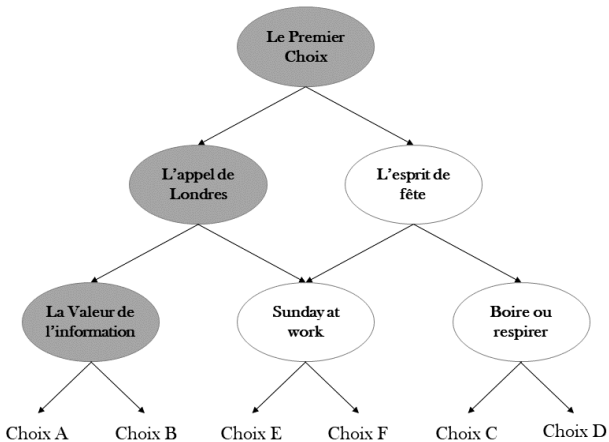 Le Premier
Choix
L'appel de
Londres
L'esprit de
fête
La Valeur de
l'information
Sunday at
work
Boire ou
respirer
Choix A
Choix B
Choix E
Choix F
Choix C
Choix D